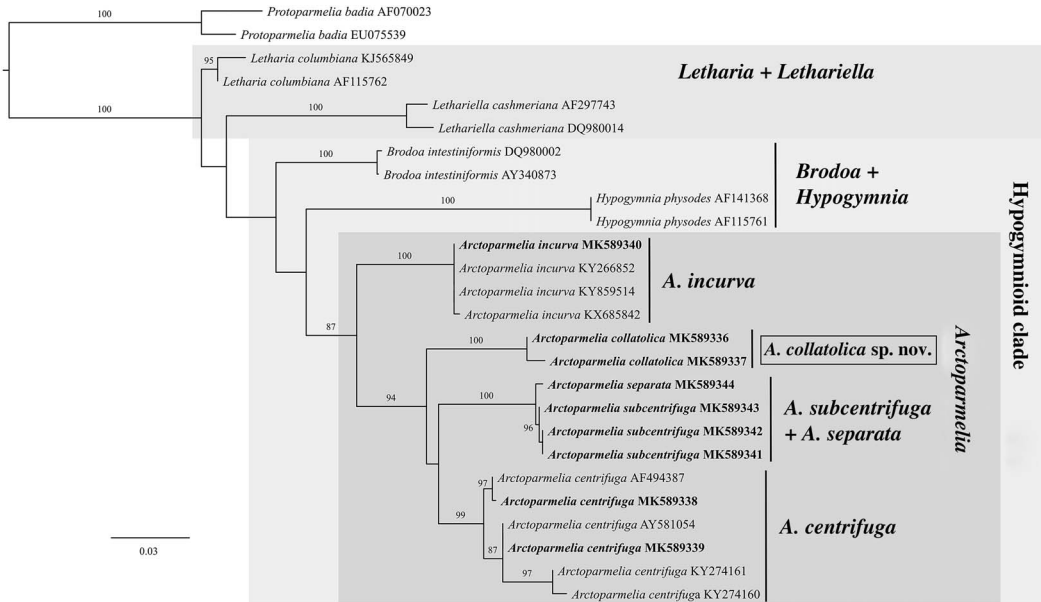 100
Protoparmelia badia AF070023
Protoparmelia badia EU075539
95
Letharia columbiana KJ565849
Letharia columbiana AF115762
Letharia + Lethariella
100
100
Lethariella cashmeriana AF297743
Lethariella cashmeriana DQ980014
100
Brodoa intestiniformis DQ980002
Brodoa intestiniformis AY340873
Brodoa +
Hypogymnia
100
Hypogymnia physodes AF141368
Hypogymnia physodes AF115761
Hypogymnioid clade
100
Arctoparmelia incurva MK589340
Arctoparmelia incurva KY266852
Arctoparmelia incurva KY859514
Arctoparmelia incurva KX685842
A. incurva
87
100
Arctoparmelia collatolica MK589336
Arctoparmelia collatolica MK589337
A. collatolica sp. nov.
Arctoparmelia
94
100
Arctoparmelia separata MK589344
Arctoparmelia subcentrifuga MK589343
96
Arctoparmelia subcentrifuga MK589342
Arctoparmelia subcentrifuga MK589341
A. subcentrifuga
+ A. separata
97
Arctoparmelia centrifuga AF494387
Arctoparmelia centrifuga MK589338
99
Arctoparmelia centrifuga AY581054
87
Arctoparmelia centrifuga MK589339
97
Arctoparmelia centrifuga KY274161
Arctoparmelia centrifuga KY274160
A. centrifuga
0.03